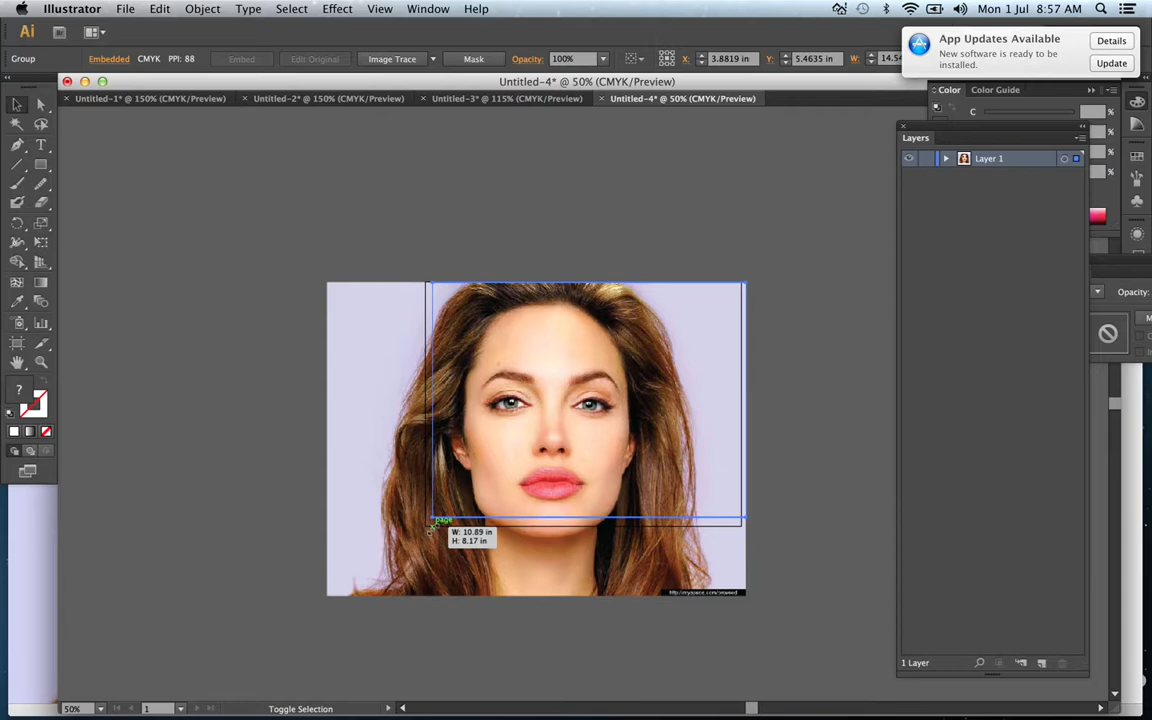 Illustrator File Edit Object Type Select Effect View Window Help Mon 1 Jul 8:57 AM
Ai
App Updates Available
New software is ready to be
installed.
Details
Update
Group Embedded CMYK PPI: 88 Embed Edit Original Image Trace Mask Opacity: 100% X: 3.8819 in Y: 5.4635 in W: 14.54
Untitled-4* @ 50% (CMYK/Preview)
Untitled-1* @ 150% (CMYK/Preview) Untitled-2* @ 150% (CMYK/Preview) Untitled-3* @ 115% (CMYK/Preview) Untitled-4* @ 50% (CMYK/Preview)
Color Color Guide
C %
%
%
%
Layers
Layer 1
Opacity:
page
W: 10.89 in
H: 8.17 in
1 Layer
50% 1 Toggle Selection